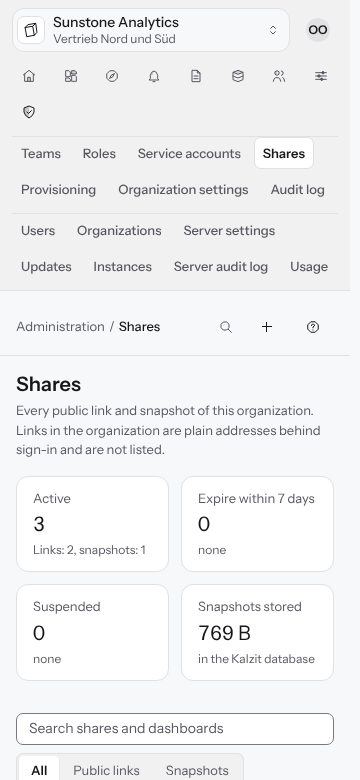 Sunstone Analytics
Vertrieb Nord und Süd
OO
Teams Roles Service accounts Shares
Provisioning Organization settings Audit log
Users Organizations Server settings
Updates Instances Server audit log Usage
Administration / Shares
Shares
Every public link and snapshot of this organization.
Links in the organization are plain addresses behind
sign-in and are not listed.
Active
3
Links: 2, snapshots: 1
Expire within 7 days
0
none
Suspended
0
none
Snapshots stored
769 B
in the Kalzit database
Search shares and dashboards
All Public links Snapshots